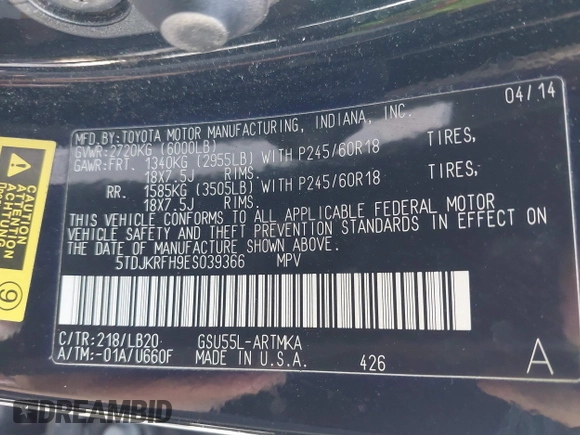 MFD.BY:TOYOTA MOTOR MANUFACTURING, INDIANA, INC. 04/14
GVWR:2720KG (6000LB)
GAWR:FRT. 1340KG (2955LB) WITH P245/60R18 TIRES,
18X7.5J RIMS.
RR. 1585KG (3505LB) WITH P245/60R18 TIRES,
18X7.5J RIMS.
THIS VEHICLE CONFORMS TO ALL APPLICABLE FEDERAL MOTOR
VEHICLE SAFETY AND THEFT PREVENTION STANDARDS IN EFFECT ON
THE DATE OF MANUFACTURE SHOWN ABOVE.
5TDJKRFH9ES039366 MPV
C/TR:218/LB20 GSU55L-ARTMKA
A/TM:-01A/U660F MADE IN U.S.A. 426 A
CAUTION
ATTENTION
ACHTUNG
9
DREAMBID